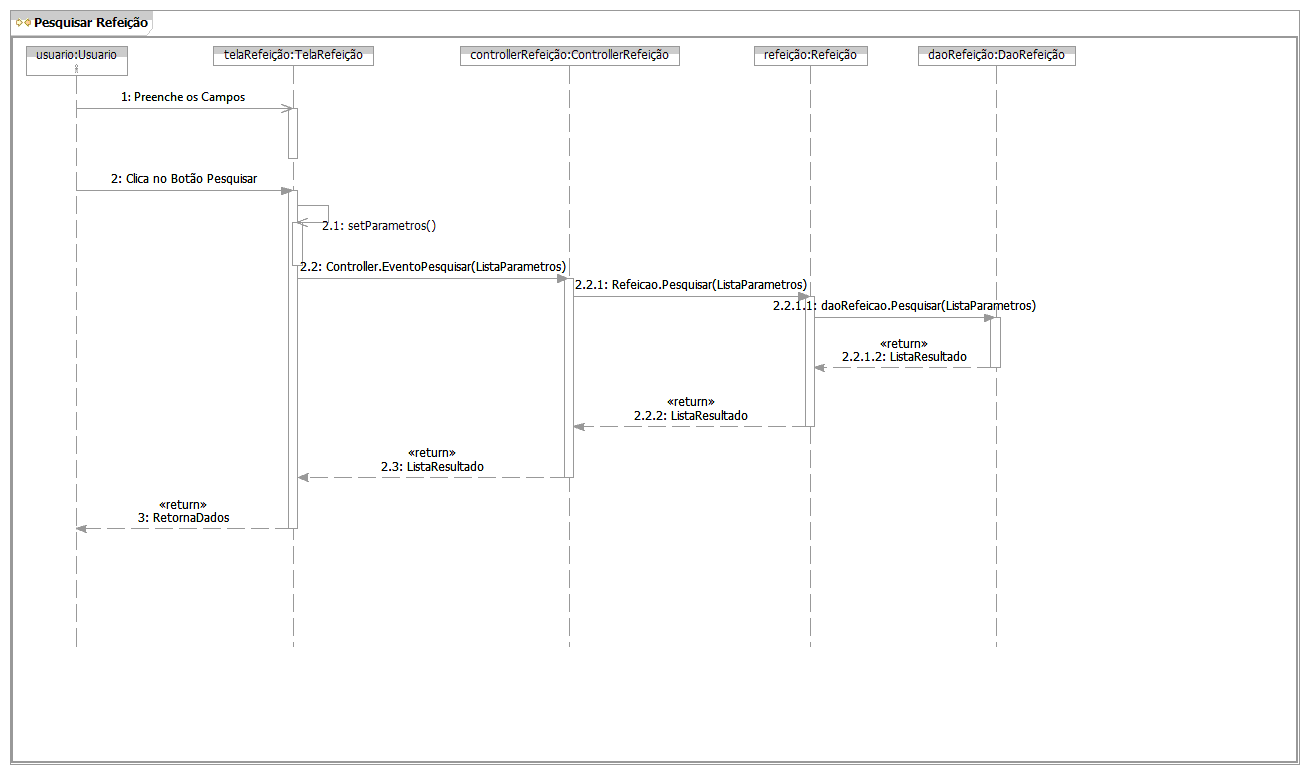 Pesquisar Refeição
usuario:Usuario
telaRefeição:TelaRefeição
controllerRefeição:ControllerRefeição
refeição:Refeição
daoRefeição:DaoRefeição
1: Preenche os Campos
2: Clica no Botão Pesquisar
2.1: setParametros()
2.2: Controller.EventoPesquisar(ListaParametros)
2.2.1: Refeicao.Pesquisar(ListaParametros)
2.2.1.1: daoRefeicao.Pesquisar(ListaParametros)
«return»
2.2.1.2: ListaResultado
«return»
2.2.2: ListaResultado
«return»
2.3: ListaResultado
«return»
3: RetornaDados